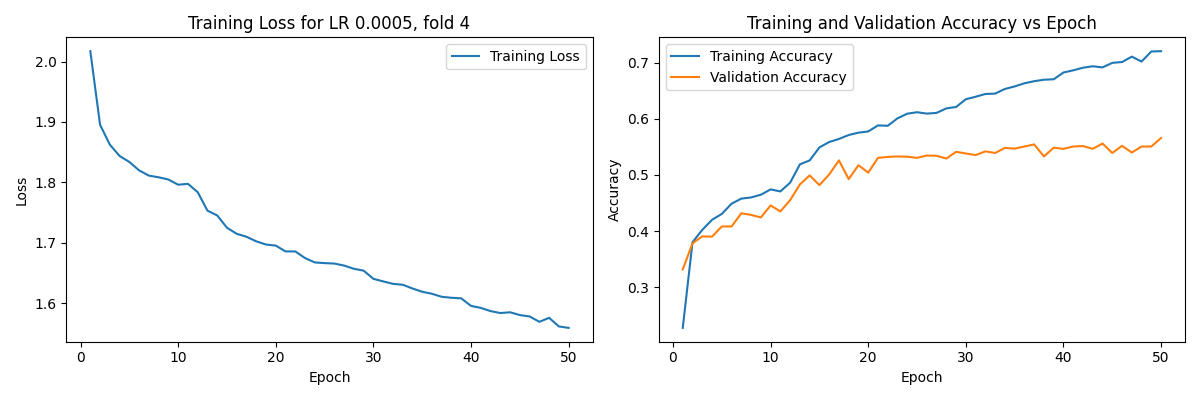 Training Loss for LR 0.0005, fold 4
Training Loss
2.0
1.9
1.8
1.7
1.6
Loss
0
10
20
30
40
50
Epoch
Training and Validation Accuracy vs Epoch
Training Accuracy
Validation Accuracy
0.7
0.6
0.5
0.4
0.3
Accuracy
0
10
20
30
40
50
Epoch